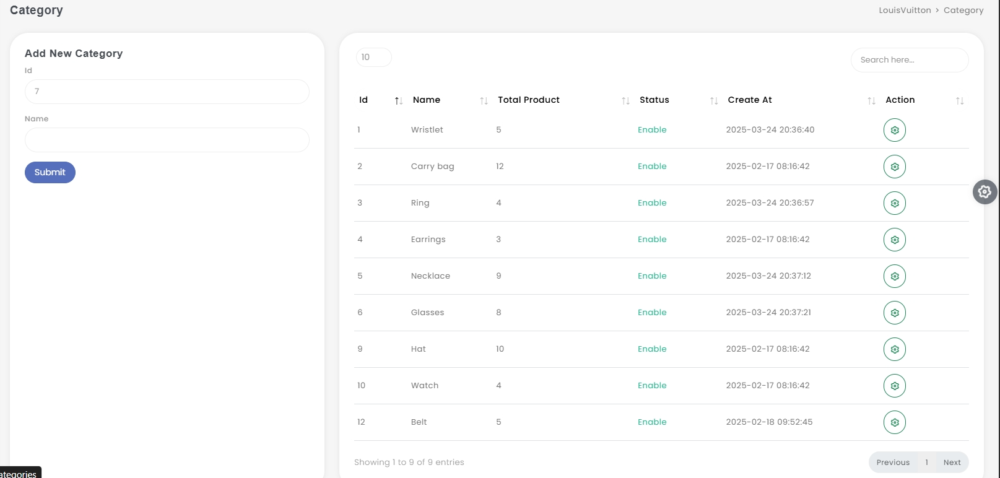 Category
LouisVuitton > Category
Add New Category
Id
7
Name
Submit
10
Search here...
Id Name Total Product Status Create At Action
1 Wristlet 5 Enable 2025-03-24 20:36:40
2 Carry bag 12 Enable 2025-02-17 08:16:42
3 Ring 4 Enable 2025-03-24 20:36:57
4 Earrings 3 Enable 2025-02-17 08:16:42
5 Necklace 9 Enable 2025-03-24 20:37:12
6 Glasses 8 Enable 2025-03-24 20:37:21
9 Hat 10 Enable 2025-02-17 08:16:42
10 Watch 4 Enable 2025-02-17 08:16:42
12 Belt 5 Enable 2025-02-18 09:52:45
Showing 1 to 9 of 9 entries
Previous 1 Next
ategories